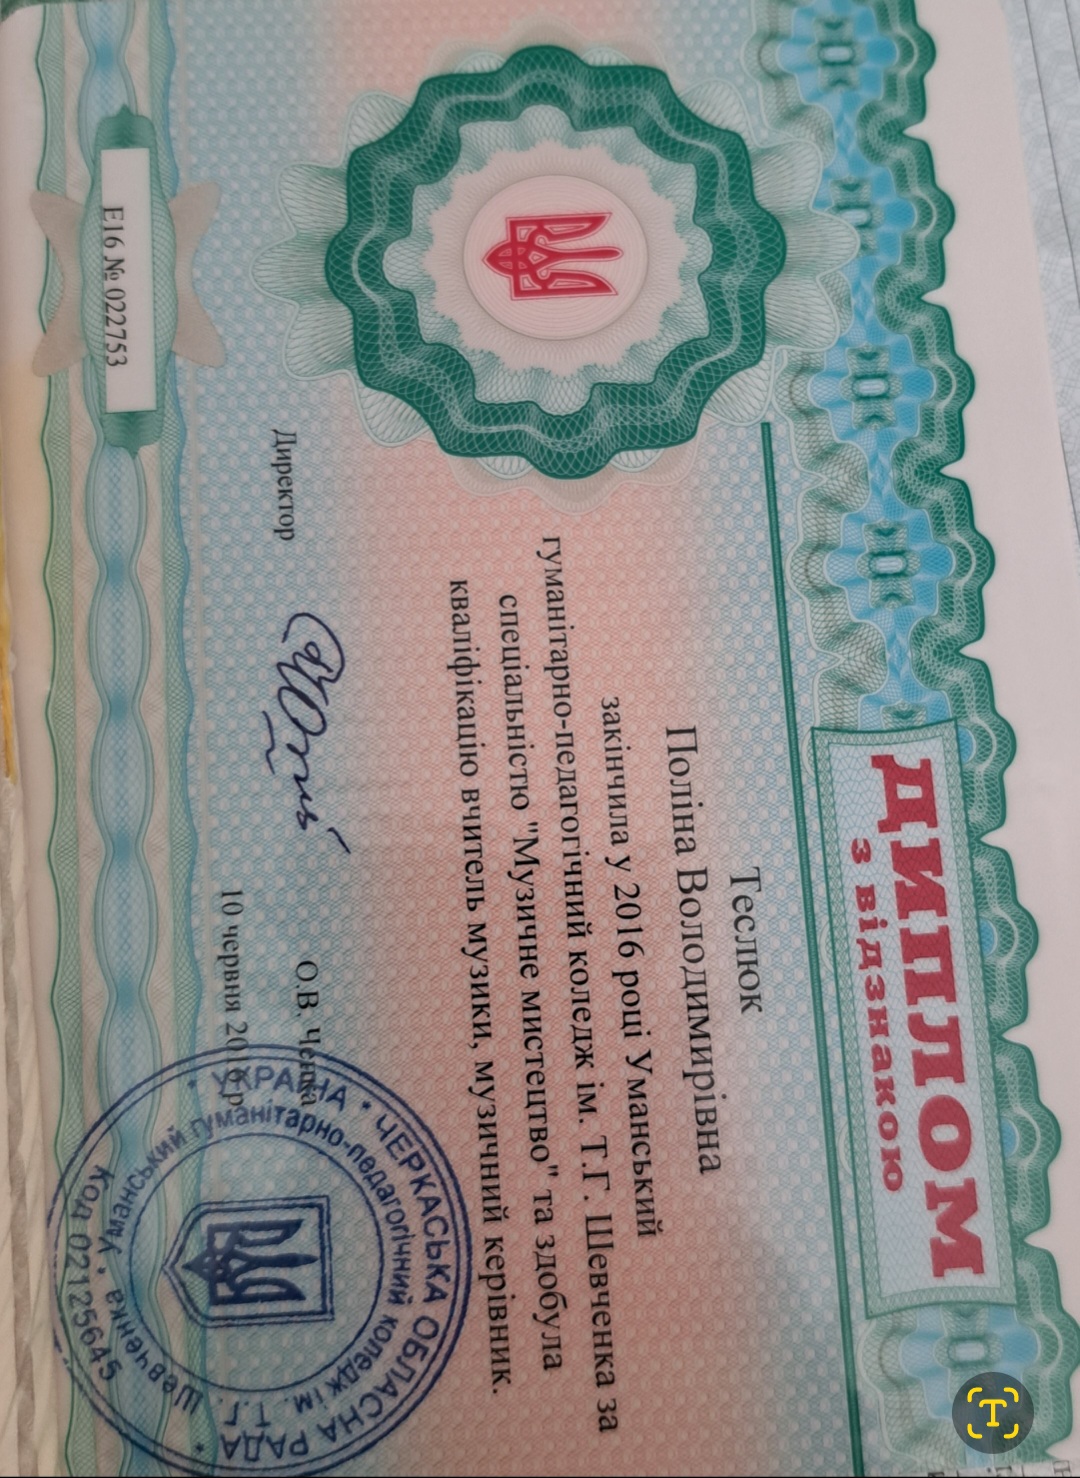 ДИПЛОМ
з відзнакою
Теслюк
Поліна Володимирівна
закінчила у 2016 році Уманський
гуманітарно-педагогічний коледж ім. Т.Г. Шевченка за
спеціальністю "Музичне мистецтво" та здобула
кваліфікацію вчитель музики, музичний керівник.
Директор О.В.
10 червня
Е16 № 022753
* УКРАЇНА * ЧЕРКАСЬКА ОБЛАСНА РАДА *
Уманський гуманітарно-педагогічний коледж ім. Т.Г. Шевченка
Код 02125645